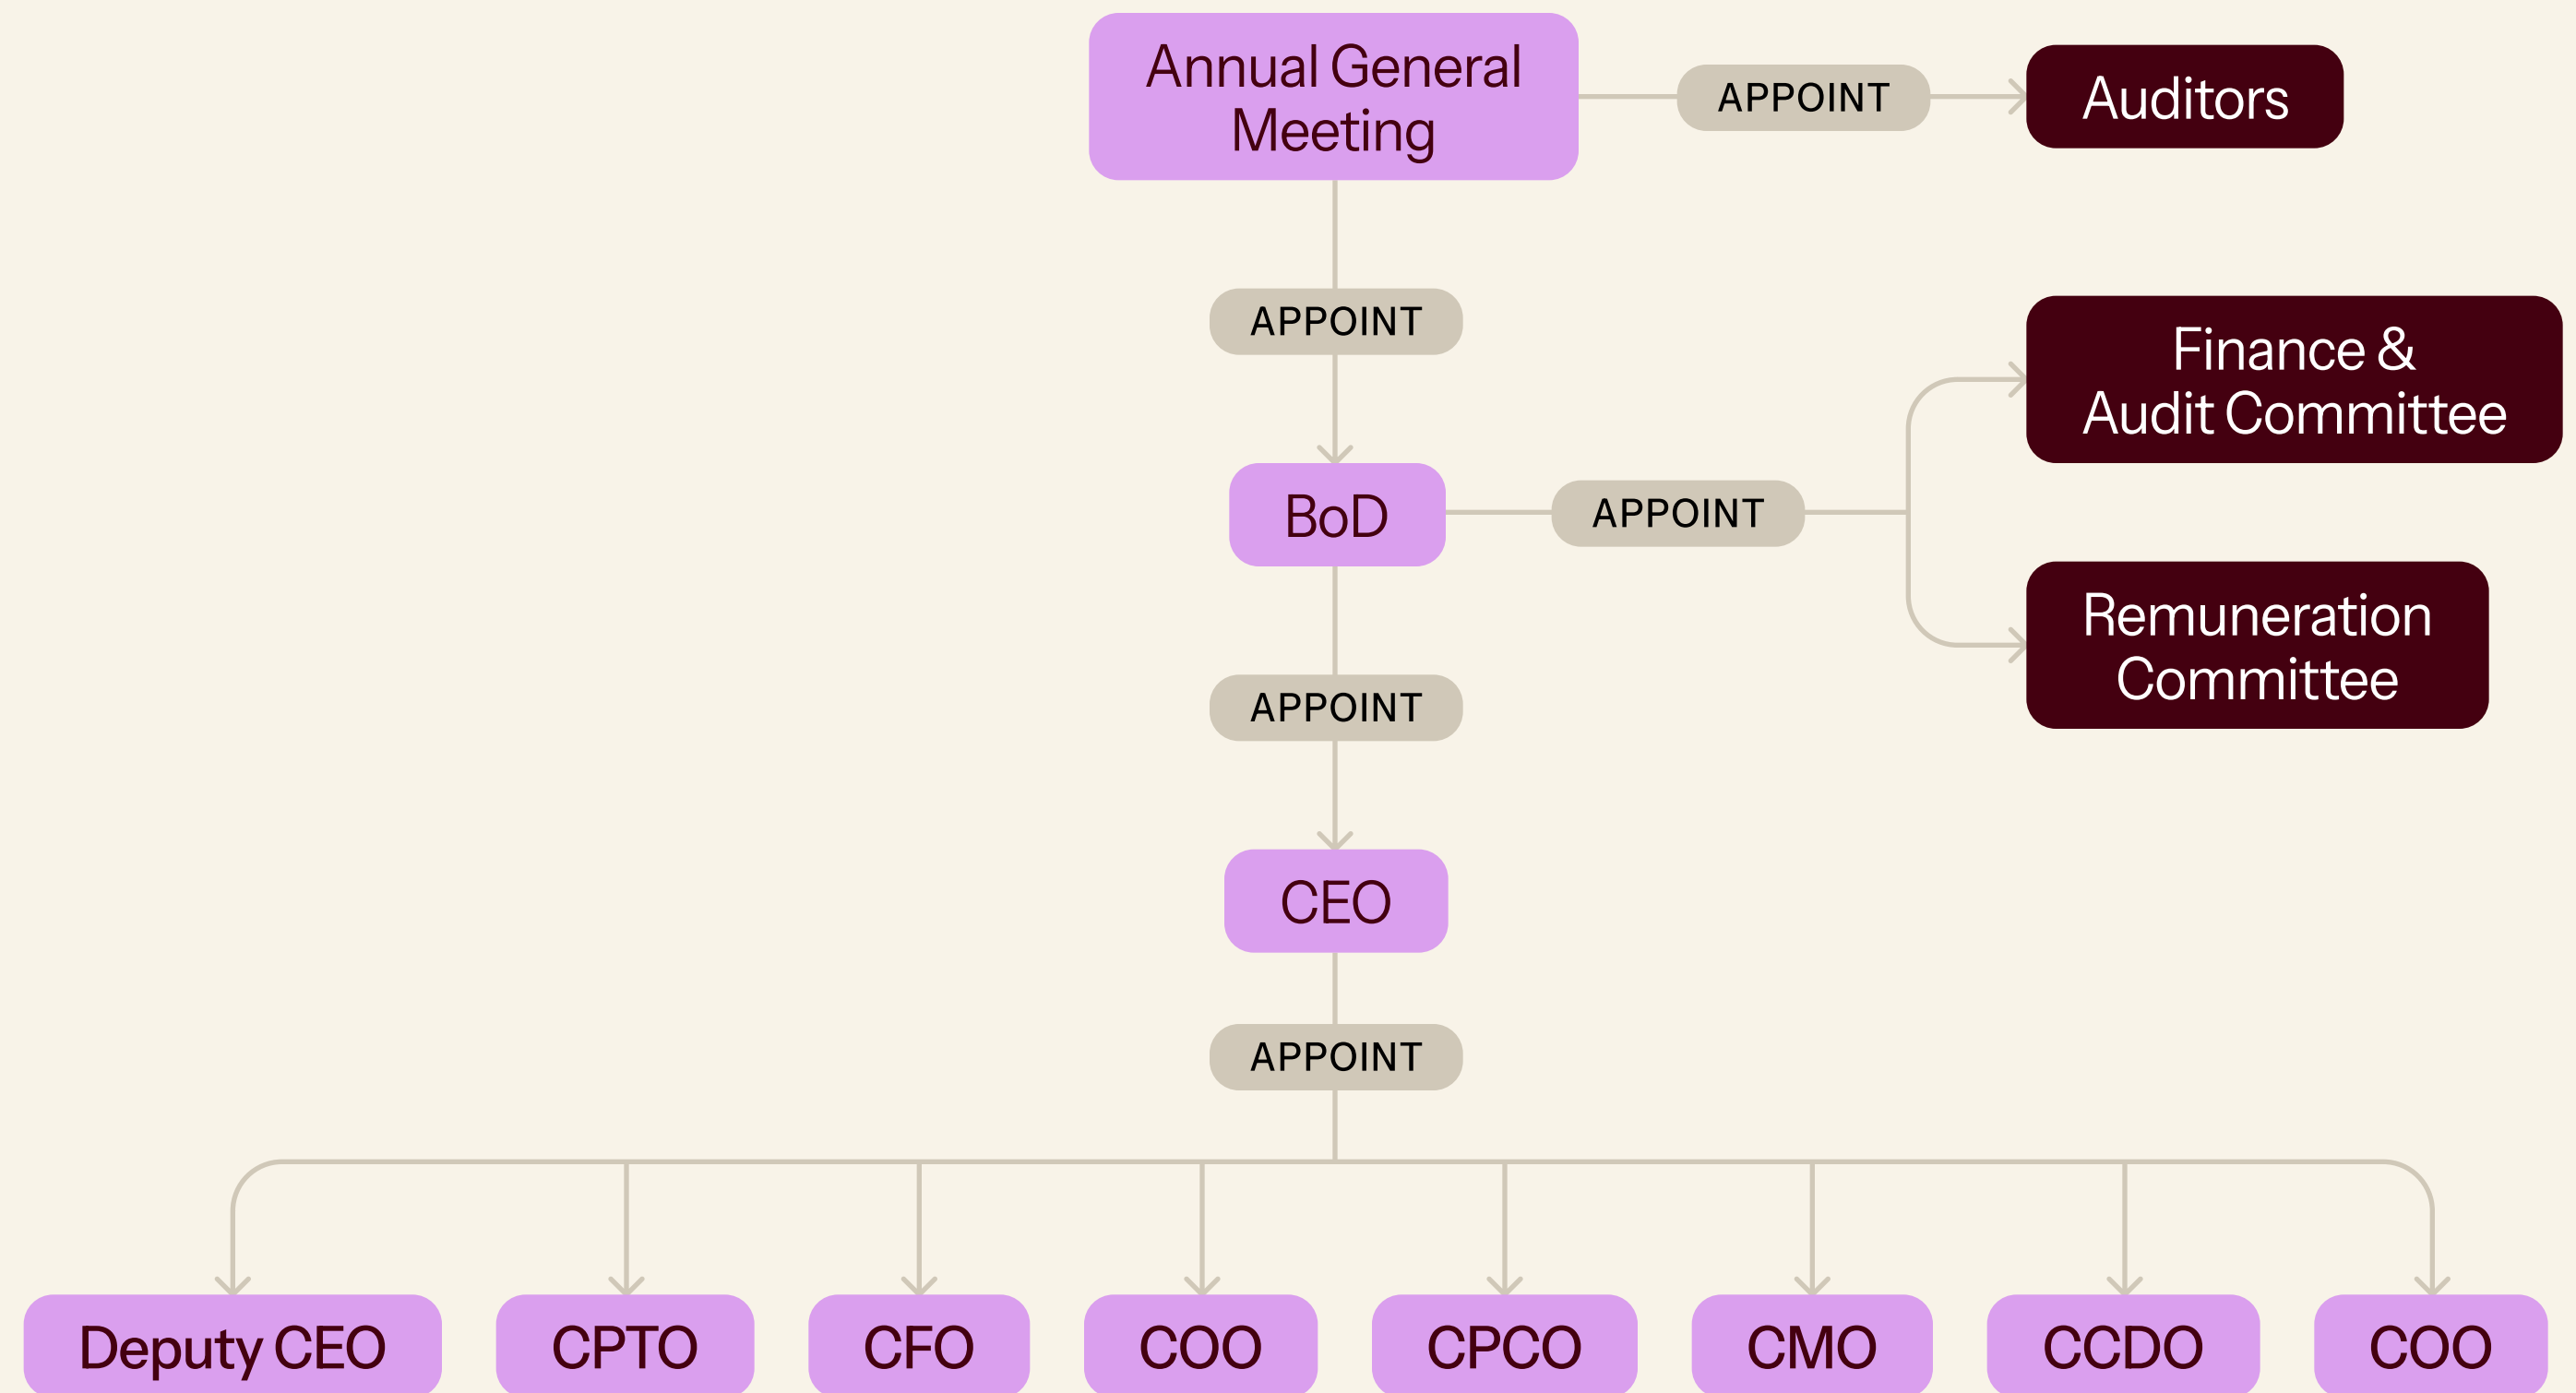 Annual General
Meeting
APPOINT
Auditors
APPOINT
Finance &
Audit Committee
BoD
APPOINT
Remuneration
Committee
APPOINT
CEO
APPOINT
Deputy CEO
CPTO
CFO
COO
CPCO
CMO
CCDO
COO